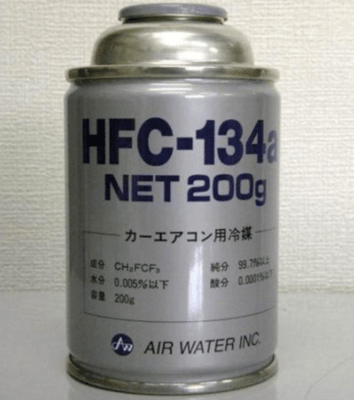 HFC-134a
NET 200g
カーエアコン用冷媒
成分 CH₂FCF₃ 純分 99.7%以上
水分 0.005%以下 酸分 0.0001%以下
容量 200g
AW AIR WATER INC.